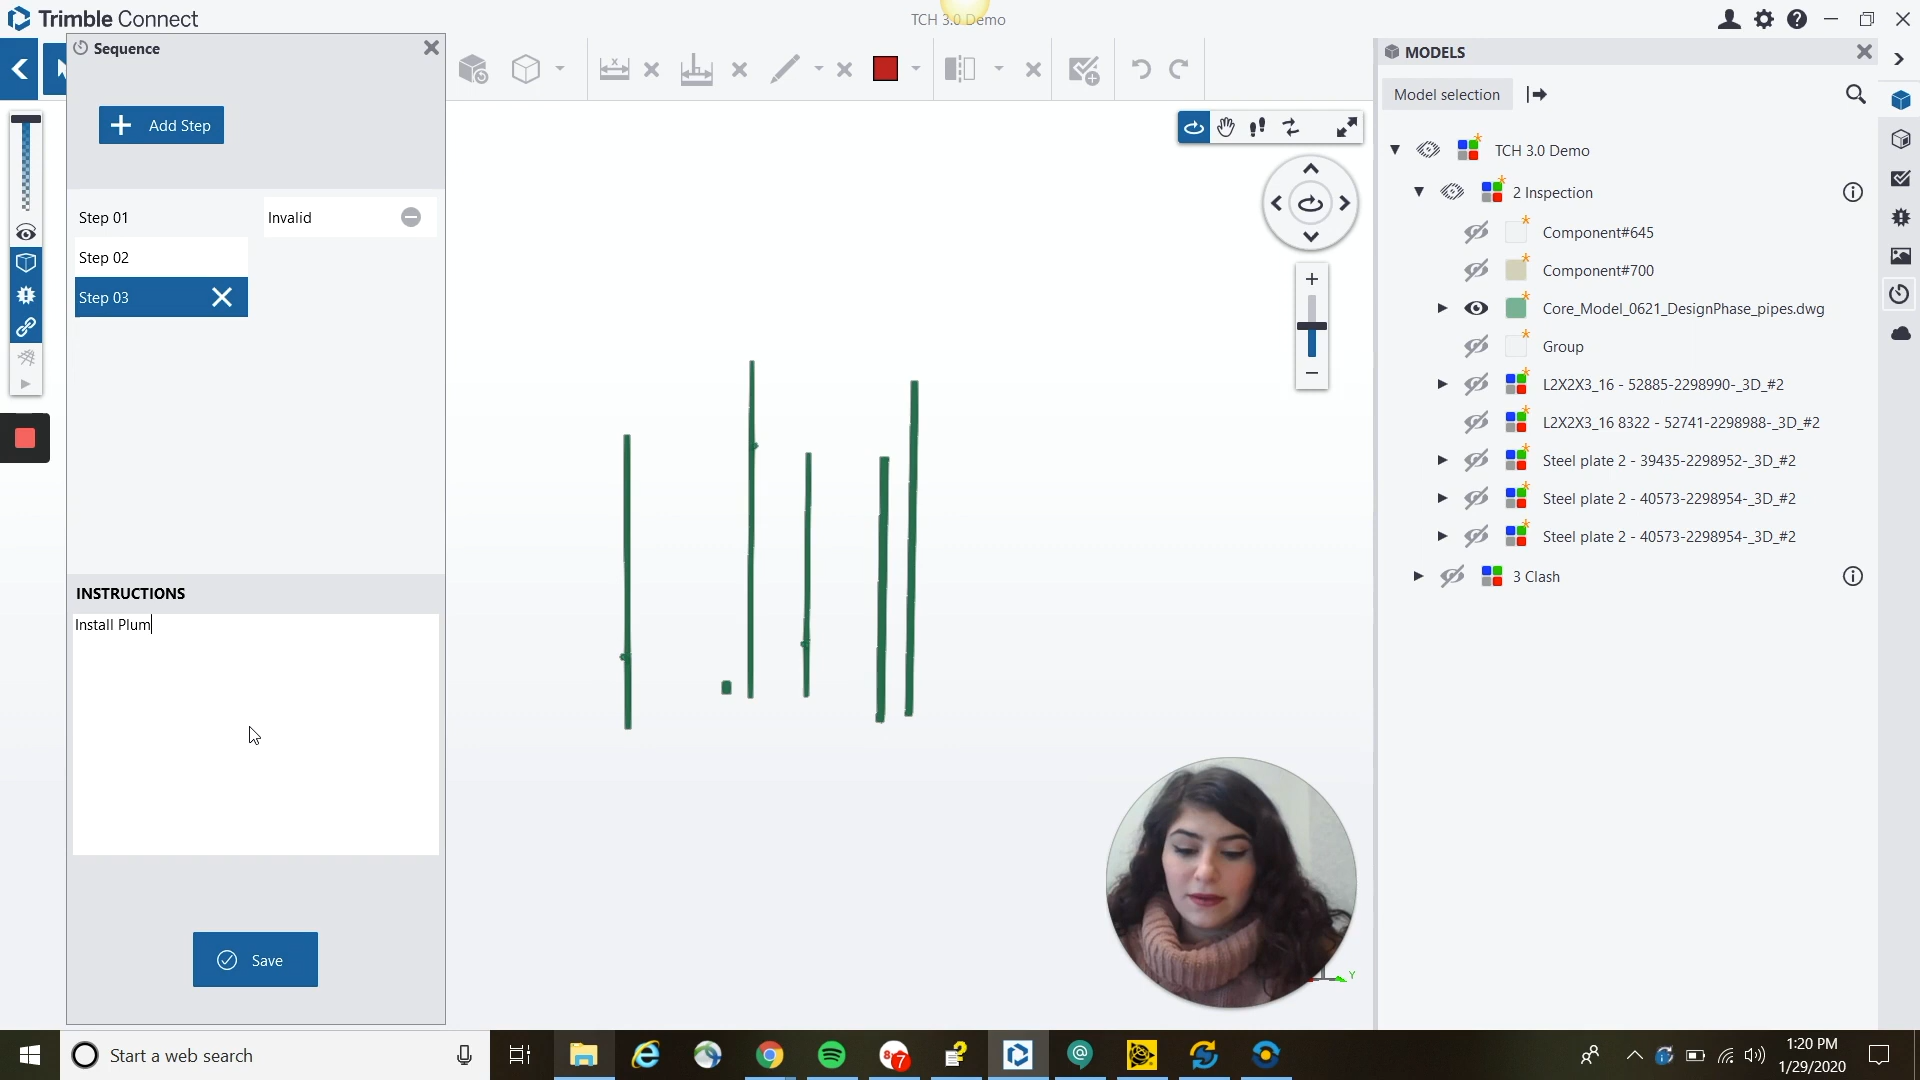 Trimble Connect
TCH 3.0 Demo
Sequence
Add Step
Step 01
Invalid
Step 02
Step 03
INSTRUCTIONS
Install Plum
Save
Y
MODELS
Model selection
TCH 3.0 Demo
2 Inspection
Component#645
Component#700
Core_Model_0621_DesignPhase_pipes.dwg
Group
L2X2X3_16 - 52885-2298990-_3D_#2
L2X2X3_16 8322 - 52741-2298988-_3D_#2
Steel plate 2 - 39435-2298952-_3D_#2
Steel plate 2 - 40573-2298954-_3D_#2
Steel plate 2 - 40573-2298954-_3D_#2
3 Clash
Start a web search
1:20 PM
1/29/2020